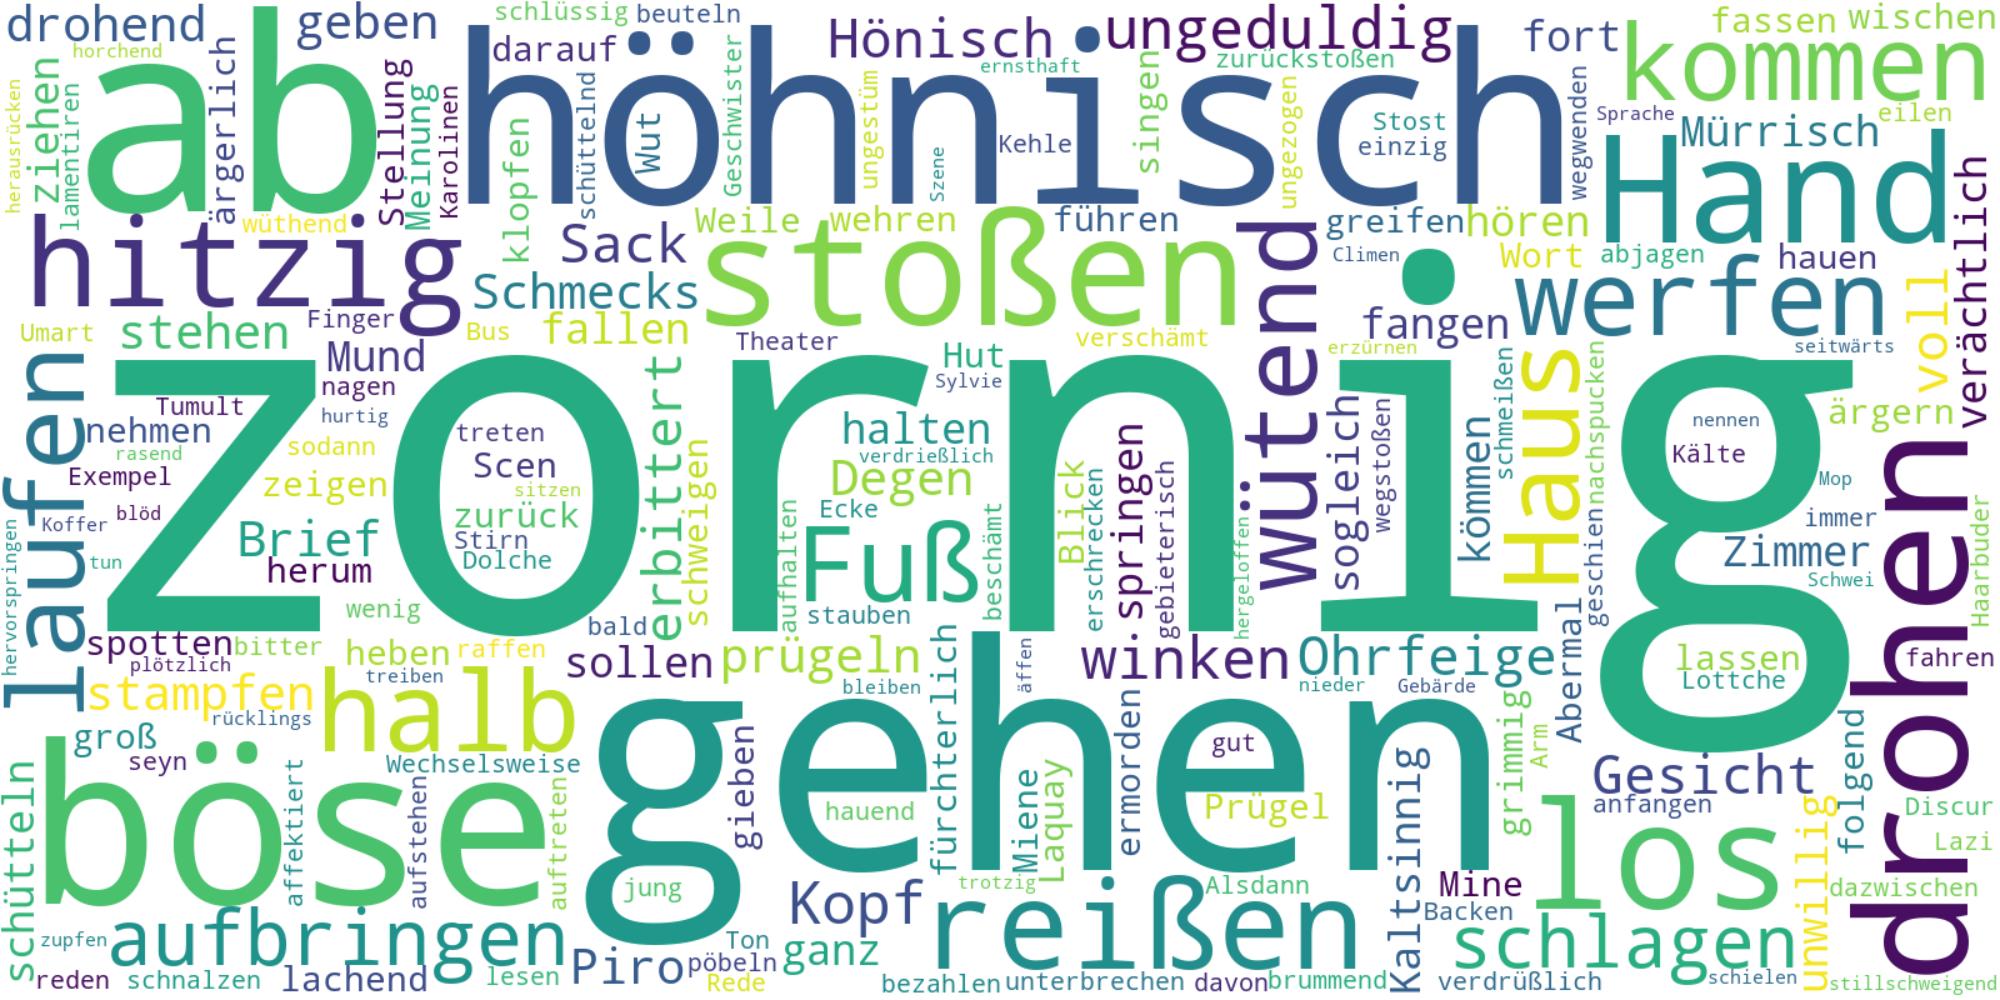 drohend
horchend
ab
geben
schlüssig
beuteln
darauf
höhnisch
Hönisch
ungeduldig
ernsthaft
zurückstoßen
fort
fassen
wischen
kommen
herausrücken
ziehen
lamentiren
ärgerlich
wüthend
Stellung
Meinung
Karolinen
klopfen
schüttelnd
Wut
Geschwister
ungestüm
Szene
Kehle
singen
ungezogen
Stost
einzig
wegwenden
Sprache
eilen
Mürrisch
Hand
hitzig
Sack
Schmecks
Weile
wehren
stoßen
führen
wütend
greifen
hören
Climen
Wort
abjagen
hauen
verächtlich
werfen
fangen
voll
Umart
stehen
Finger
Bus
fallen
Theater
verschämt
erzürnen
seitwärts
laufen
zornig
Mund
nagen
Tumult
hurtig
nehmen
rasend
sodann
Exempel
zeigen
Koffer
blöd
Brief
herum
tun
hervorspringen
treten
Scen
sitzen
zurück
Stirn
Dolche
erbittert
schweigen
Hut
Sylvie
halten
verdrießlich
Degen
Ecke
Fuß
aufhalten
beschämt
stauben
Blick
erschrecken
springen
gebieterisch
hergeloffen
sogleich
wegstoßen
kömmen
schmeißen
Haus
nachspucken
geschien
ärgern
nennen
Kälte
Mop
immer
Zimmer
Schwei
Haarbuder
drohen
wenig
bald
spotten
bitter
plötzlich
heben
raffen
treiben
sollen
prügeln
bleiben
fürchterlich
äffen
winken
Ohrfeige
nieder
Gebärde
Abermal
lassen
Lottche
fahren
stampfen
rücklings
halb
gehen
groß
seyn
Wechselsweise
böse
schütteln
affektiert
aufstehen
auftreten
gieben
hauend
Miene
Laquay
ermorden
gut
Prügel
Kaltsinnig
grimmig
Arm
Gesicht
anfangen
los
unwillig
folgend
Discur
Lazi
dazwischen
jung
trotzig
Alsdann
Mine
Backen
Kopf
reißen
schlagen
zupfen
aufbringen
reden
schnalzen
lachend
lesen
Piro
Ton
pöbeln
Rede
ganz
bezahlen
unterbrechen
davon
brummend
verdrüßlich
schielen
stillschweigend